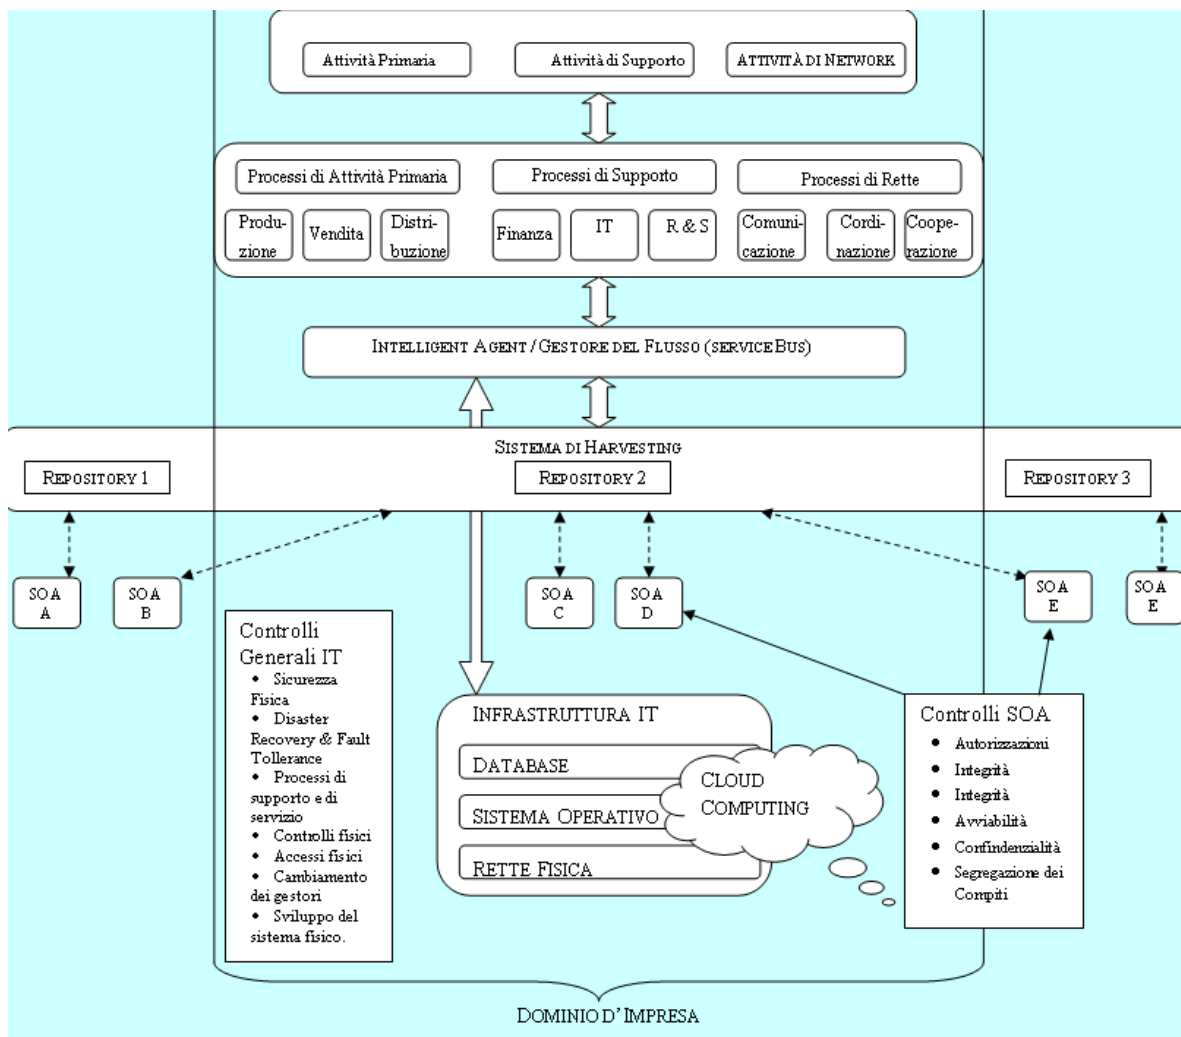 Attività Primaria
Attività di Supporto
ATTIVITÀ DI NETWORK
Processi di Attività Primaria
Processi di Supporto
Processi di Rette
Produ-
zione
Vendita
Distri-
buzione
Finanza
IT
R & S
Comuni-
cazione
Cordi-
nazione
Coope-
razione
INTELLIGENT AGENT / GESTORE DEL FLUSSO (SERVICE BUS)
SISTEMA DI HARVESTING
REPOSITORY 1
REPOSITORY 2
REPOSITORY 3
SOA
A
SOA
B
SOA
C
SOA
D
SOA
E
SOA
E
Controlli
Generali IT
• Sicurezza
Fisica
• Disaster
Recovery & Fault
Tollerance
• Processi di
supporto e di
servizio
• Controlli fisici
• Accessi fisici
• Cambiamento
dei gestori
• Sviluppo del
sistema fisico.
INFRASTRUTTURA IT
DATABASE
SISTEMA OPERATIVO
RETTE FISICA
CLOUD
COMPUTING
Controlli SOA
• Autorizzazioni
• Integrità
• Integrità
• Avviabilità
• Confindenzialità
• Segregazione dei
Compiti
DOMINIO D'IMPRESA